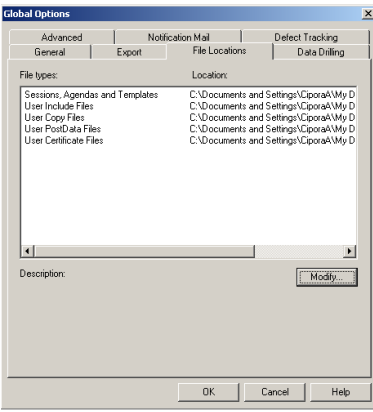 Global Options
Advanced Notification Mail Defect Tracking
General Export File Locations Data Drilling
File types: Location:
Sessions, Agendas and Templates C:\Documents and Settings\CiporaA\My D
User Include Files C:\Documents and Settings\CiporaA\My D
User Copy Files C:\Documents and Settings\CiporaA\My D
User PostData Files C:\Documents and Settings\CiporaA\My D
User Certificate Files C:\Documents and Settings\CiporaA\My D
Description: Modify...
OK Cancel Help